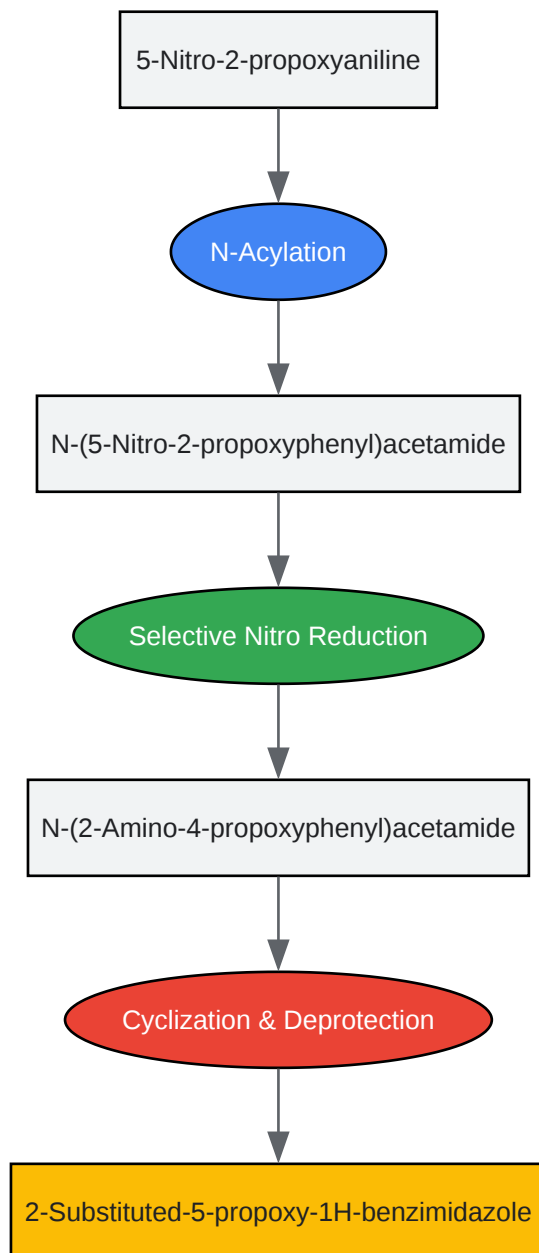 5-Nitro-2-propoxyaniline
N-Acylation
N-(5-Nitro-2-propoxyphenyl)acetamide
Selective Nitro Reduction
N-(2-Amino-4-propoxyphenyl)acetamide
Cyclization & Deprotection
2-Substituted-5-propoxy-1H-benzimidazole